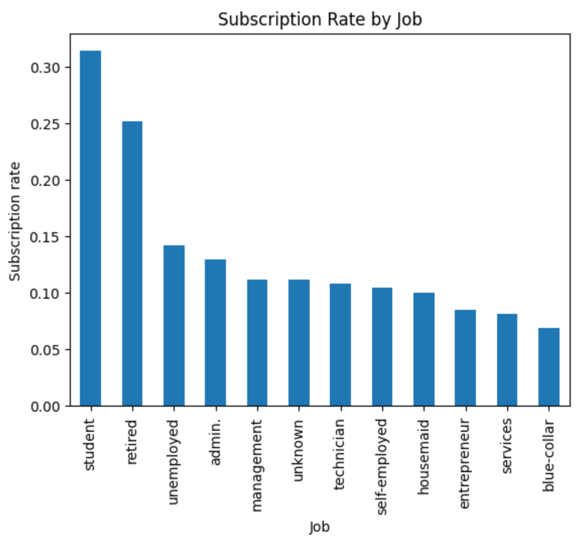 Subscription Rate by Job
Subscription rate
0.30
0.25
0.20
0.15
0.10
0.05
0.00
student
retired
unemployed
admin.
management
unknown
technician
self-employed
housemaid
entrepreneur
services
blue-collar
Job